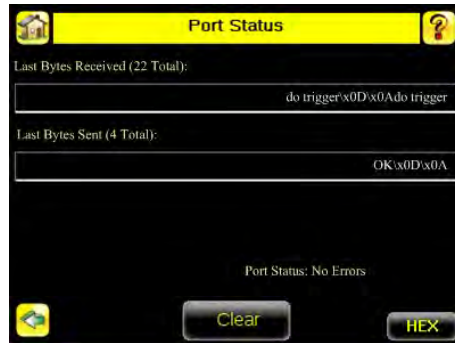 Port Status
Last Bytes Received (22 Total):
do trigger\x0D\x0Ado trigger
Last Bytes Sent (4 Total):
OK\x0D\x0A
Port Status: No Errors
Clear
HEX